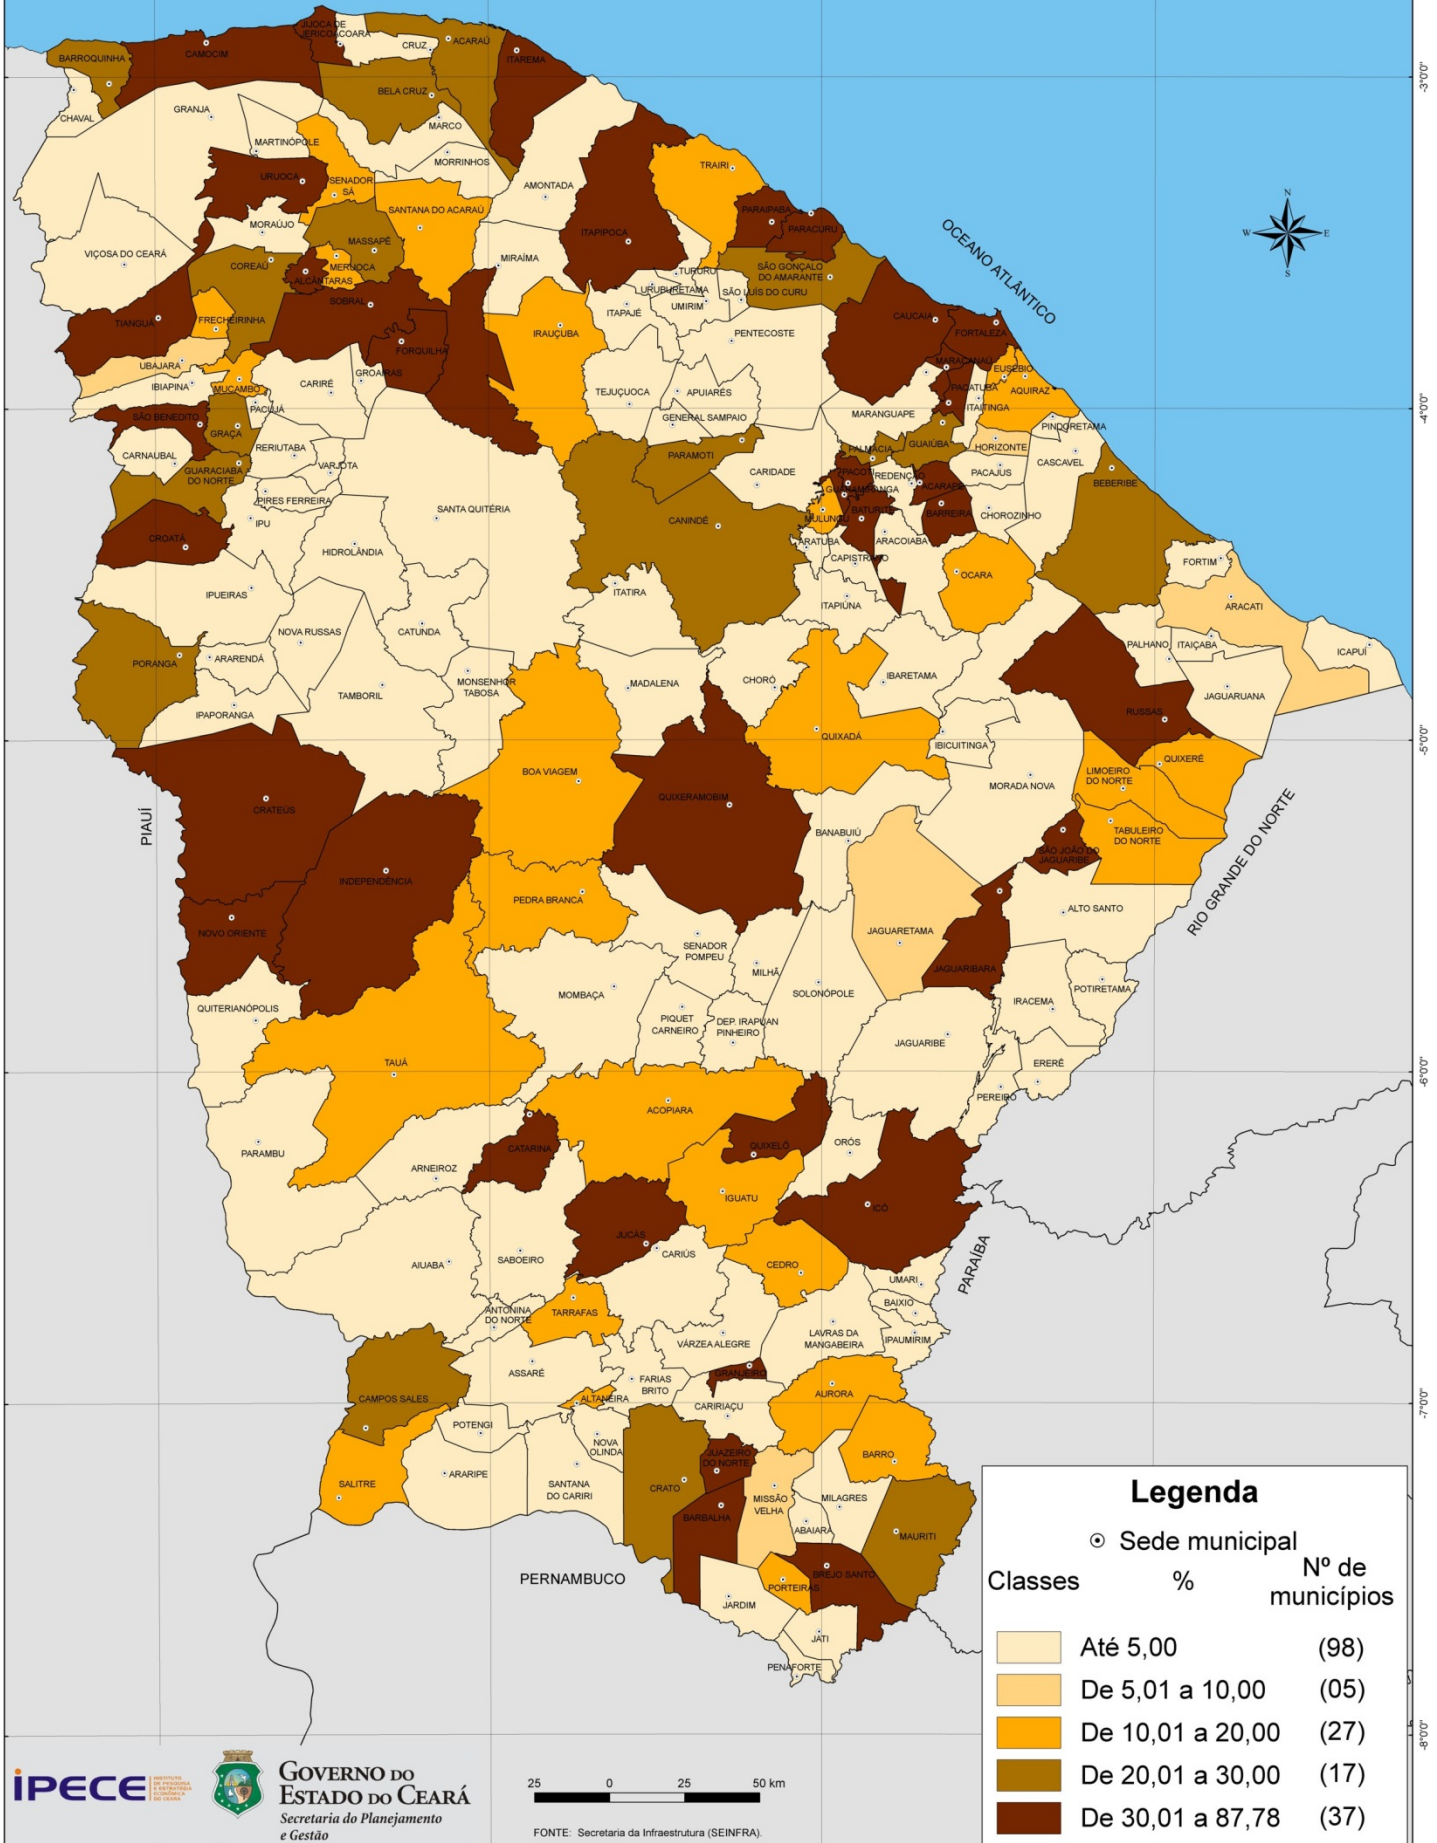 JIJOCA DE
JERICOACOARA
CRUZ
ACARAÚ
BARROQUINHA
CAMOCIM
ITAREMA
BELA CRUZ
CHAVAL
GRANJA
MARCO
MARTINÓPOLE
MORRINHOS
TRAIRI
URUOCA
SENADOR
SÁ
AMONTADA
SANTANA DO ACARAÚ
PARAIPABA
PARACURU
MORAÚJO
ITAPIPOCA
OCEANO ATLÂNTICO
N
W
E
S
VIÇOSA DO CEARÁ
MASSAPÊ
MIRAÍMA
COREAÚ
MERUOCA
ALCÂNTARAS
TURURU
SÃO GONÇALO
DO AMARANTE
URUBURETAMA
SÃO LUÍS DO CURU
SOBRAL
UMIRIM
ITAPAJÉ
TIANGUÁ
FRECHEIRINHA
IRAUÇUBA
CAUCAIA
FORTALEZA
PENTECOSTE
FORQUILHA
UBAJARA
MARACANAÚ
EUSÉBIO
GROAÍRAS
IBIAPINA
MUCAMBO
CARIRÉ
TEJUÇUOCA
APUIARÉS
PACATUBA
AQUIRAZ
PACUJÁ
ITAITINGA
SÃO BENEDITO
GENERAL SAMPAIO
MARANGUAPE
PINDORETAMA
GRAÇA
RERIUTABA
PALMÁCIA
GUAIÚBA
HORIZONTE
CARNAUBAL
PARAMOTI
CASCAVEL
VARJOTA
GUARACIABA
DO NORTE
CARIDADE
PACOTI
REDENÇÃO
PACAJUS
BEBERIBE
PIRES FERREIRA
GUARAMIRANGA
ACARAPE
SANTA QUITÉRIA
MULUNGU
BATURITÉ
BARREIRA
CHOROZINHO
IPU
CANINDÉ
CROATÁ
ARATUBA
ARACOIABA
HIDROLÂNDIA
CAPISTRANO
FORTIM
OCARA
IPUEIRAS
ITATIRA
ITAPIÚNA
ARACATI
NOVA RUSSAS
CATUNDA
PALHANO
ITAIÇABA
ICAPUÍ
PORANGA
ARARENDÁ
MONSENHOR
TABOSA
MADALENA
CHORÓ
IBARETAMA
TAMBORIL
JAGUARUANA
IPAPORANGA
RUSSAS
QUIXADÁ
IBICUITINGA
BOA VIAGEM
LIMOEIRO
DO NORTE
QUIXERÉ
CRATEÚS
QUIXERAMOBIM
MORADA NOVA
PIAUÍ
BANABUIÚ
TABULEIRO
DO NORTE
RIO GRANDE DO NORTE
SÃO JOÃO DO
JAGUARIBE
INDEPENDÊNCIA
PEDRA BRANCA
ALTO SANTO
NOVO ORIENTE
JAGUARETAMA
SENADOR
POMPEU
JAGUARIBARA
MILHÃ
POTIRETAMA
MOMBAÇA
SOLONÓPOLE
IRACEMA
QUITERIANÓPOLIS
PIQUET
CARNEIRO
DEP. IRAPUAN
PINHEIRO
JAGUARIBE
TAUÁ
ERERÊ
PEREIRO
ACOPIARA
PARAMBU
CATARINA
QUIXELÔ
ORÓS
ARNEIROZ
IGUATU
ICÓ
JUCÁS
CARIÚS
SABOEIRO
AIUABA
CEDRO
PARAÍBA
UMARI
BAIXIO
ANTONINA
DO NORTE
TARRAFAS
LAVRAS DA
MANGABEIRA
IPAUMIRIM
VÁRZEA ALEGRE
ASSARÉ
GRANJEIRO
FARIAS
BRITO
AURORA
CAMPOS SALES
ALTANEIRA
CARIRIAÇU
POTENGI
NOVA
OLINDA
BARRO
JUAZEIRO
DO NORTE
ARARIPE
SALITRE
SANTANA
DO CARIRI
CRATO
MISSÃO
VELHA
MILAGRES
BARBALHA
ABAIARA
MAURITI
BREJO SANTO
PORTEIRAS
PERNAMBUCO
JARDIM
JATI
PENAFORTE
-3°0'0"
-4°0'0"
-5°0'0"
-6°0'0"
-7°0'0"
-8°0'0"
Legenda
Sede municipal
Classes % Nº de
municípios
Até 5,00 (98)
De 5,01 a 10,00 (05)
De 10,01 a 20,00 (27)
De 20,01 a 30,00 (17)
De 30,01 a 87,78 (37)
IPECE
INSTITUTO
DE PESQUISA
E ESTRATÉGIA
ECONÔMICA
DO CEARÁ
GOVERNO DO
ESTADO DO CEARÁ
Secretaria do Planejamento
e Gestão
25 0 25 50 km
FONTE: Secretaria da Infraestrutura (SEINFRA).